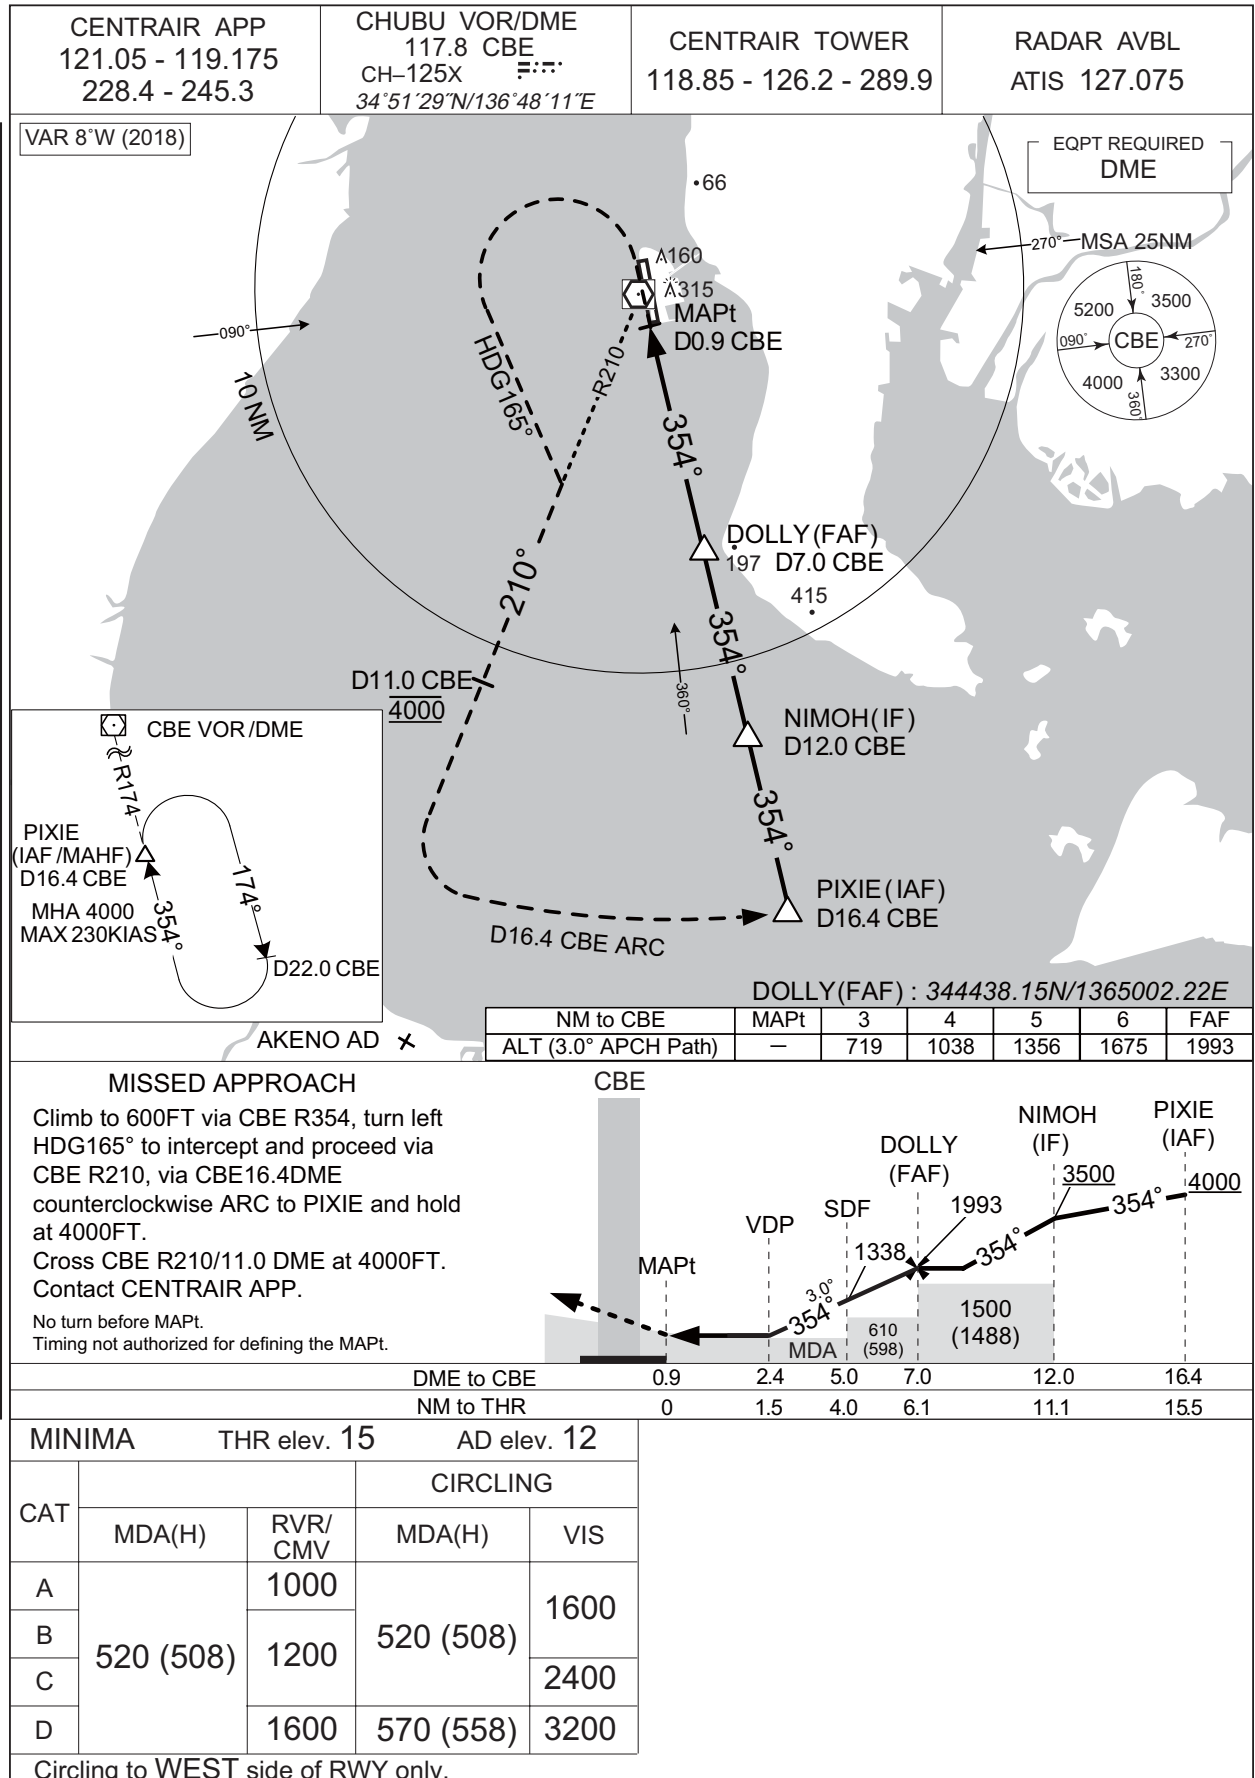 CENTRAIR APP
121.05 - 119.175
228.4 - 245.3
CHUBU VOR/DME
117.8 CBE
CH–125X
34°51′29″N/136°48′11″E
CENTRAIR TOWER
118.85 - 126.2 - 289.9
RADAR AVBL
ATIS 127.075
VAR 8°W (2018)
EQPT REQUIRED
DME
66
270°
MSA 25NM
180°
5200
3500
090°
CBE
270°
4000
3300
360°
160
315
MAPt
D0.9 CBE
090°
10 NM
HDG165°
R210
354°
DOLLY(FAF)
197 D7.0 CBE
415
210°
354°
D11.0 CBE
4000
360°
NIMOH(IF)
D12.0 CBE
354°
PIXIE(IAF)
D16.4 CBE
D16.4 CBE ARC
CBE VOR/DME
R174
PIXIE
(IAF/MAHF)
D16.4 CBE
MHA 4000
MAX 230KIAS
354°
174°
D22.0 CBE
AKENO AD
DOLLY(FAF) : 344438.15N/1365002.22E
NM to CBE MAPt 3 4 5 6 FAF
ALT (3.0° APCH Path) — 719 1038 1356 1675 1993
MISSED APPROACH
Climb to 600FT via CBE R354, turn left
HDG165° to intercept and proceed via
CBE R210, via CBE16.4DME
counterclockwise ARC to PIXIE and hold
at 4000FT.
Cross CBE R210/11.0 DME at 4000FT.
Contact CENTRAIR APP.
No turn before MAPt.
Timing not authorized for defining the MAPt.
CBE
MAPt
VDP
SDF
DOLLY
(FAF)
NIMOH
(IF)
PIXIE
(IAF)
1338
1993
3500
4000
3.0°
354°
354°
354°
MDA
610
(598)
1500
(1488)
DME to CBE 0.9 2.4 5.0 7.0 12.0 16.4
NM to THR 0 1.5 4.0 6.1 11.1 15.5
MINIMA THR elev. 15 AD elev. 12
CAT
CIRCLING
MDA(H)
RVR/
CMV
MDA(H)
VIS
A
1000
1600
B
520 (508)
1200
520 (508)
C
2400
D
1600
570 (558)
3200
Circling to WEST side of RWY only.